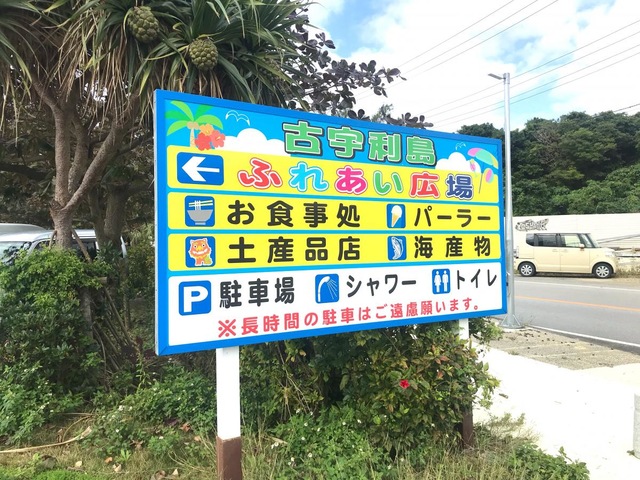 古宇利島
ふれあい広場
お食事処 パーラー
土産品店 海産物
P 駐車場 シャワー トイレ
※長時間の駐車はご遠慮願います。